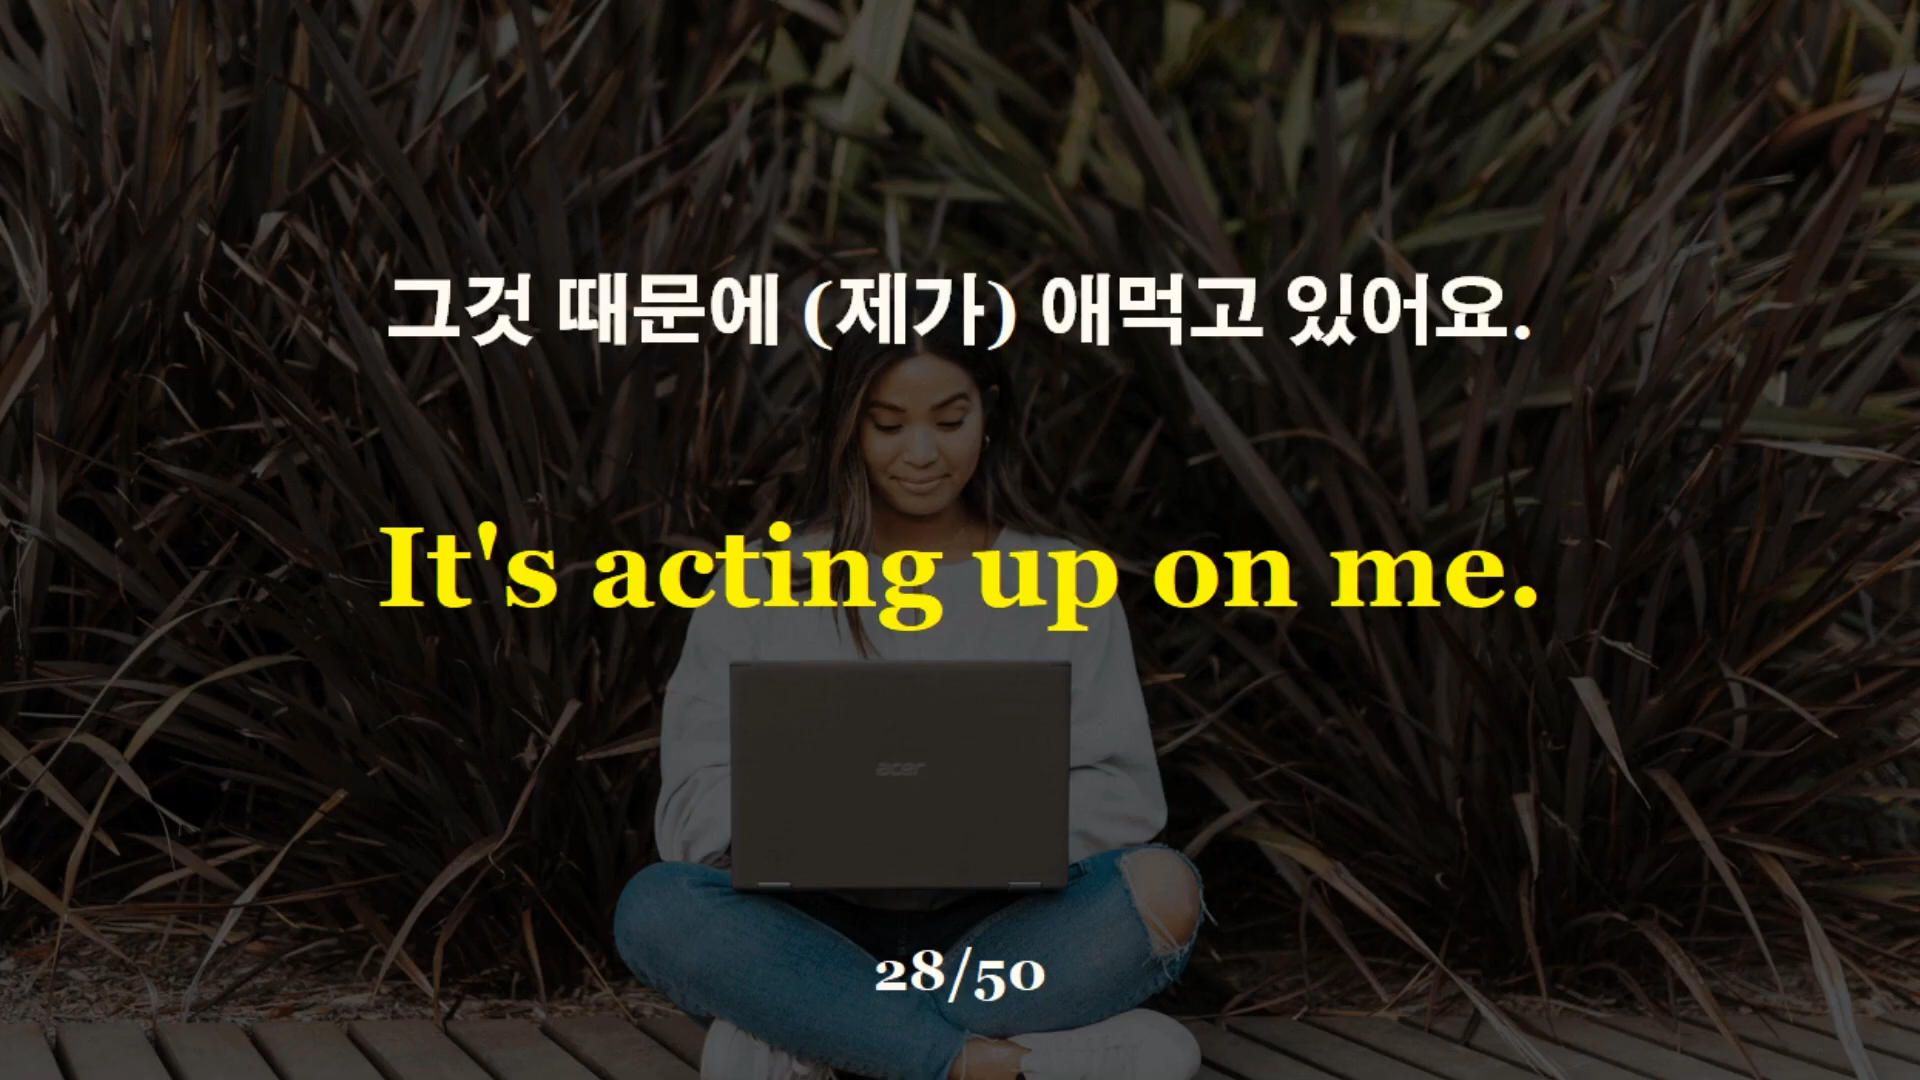 그것 때문에 (제가) 애먹고 있어요.
It's acting up on me.
acer
28/50